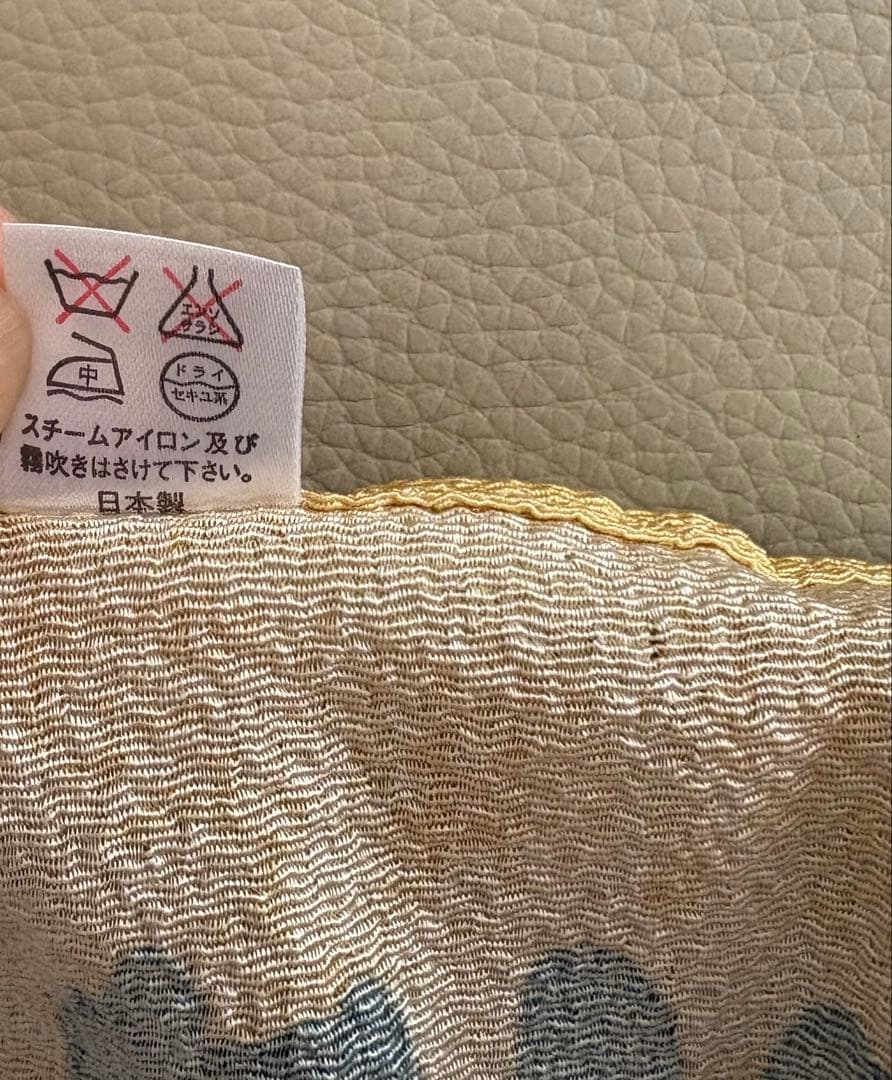 エンソ
サラシ
中
ドライ
セキユ系
スチームアイロン及び
霧吹きはさけて下さい。
日本製